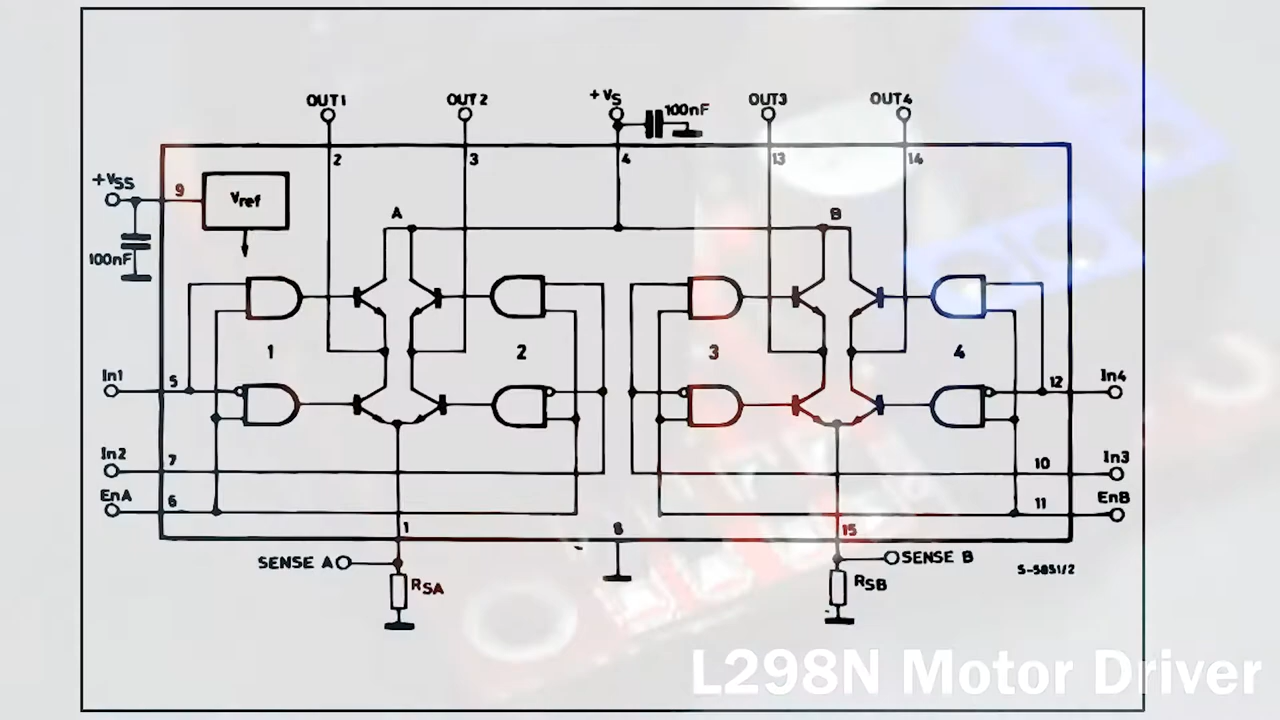 OUT1
OUT2
+VS
100nF
OUT3
OUT4
2
3
4
13
14
+VSS
9
Vref
A
B
100nF
1
2
3
4
In1
5
12
In4
In2
7
10
In3
EnA
6
11
EnB
1
8
15
SENSE A
SENSE B
S-5851/2
RSA
RSB
L298N Motor Driver